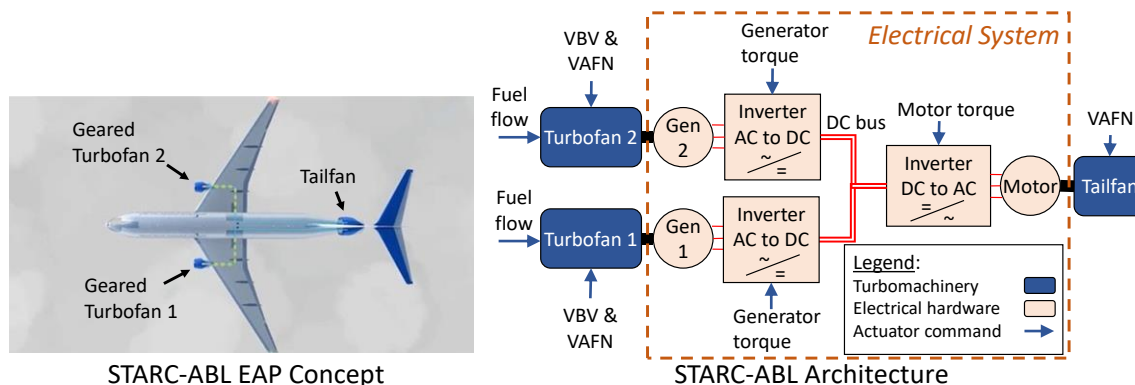 Geared
Turbofan 2
Tailfan
Geared
Turbofan 1
STARC-ABL EAP Concept
Electrical System
VBV &
VAFN
Generator
torque
Fuel
flow
Turbofan 2
Gen
2
Inverter
AC to DC
~
=
DC bus
Motor torque
VAFN
Inverter
DC to AC
=
~
Motor
Tailfan
Fuel
flow
Turbofan 1
Gen
1
Inverter
AC to DC
~
=
VBV &
VAFN
Generator
torque
Legend:
Turbomachinery
Electrical hardware
Actuator command
STARC-ABL Architecture